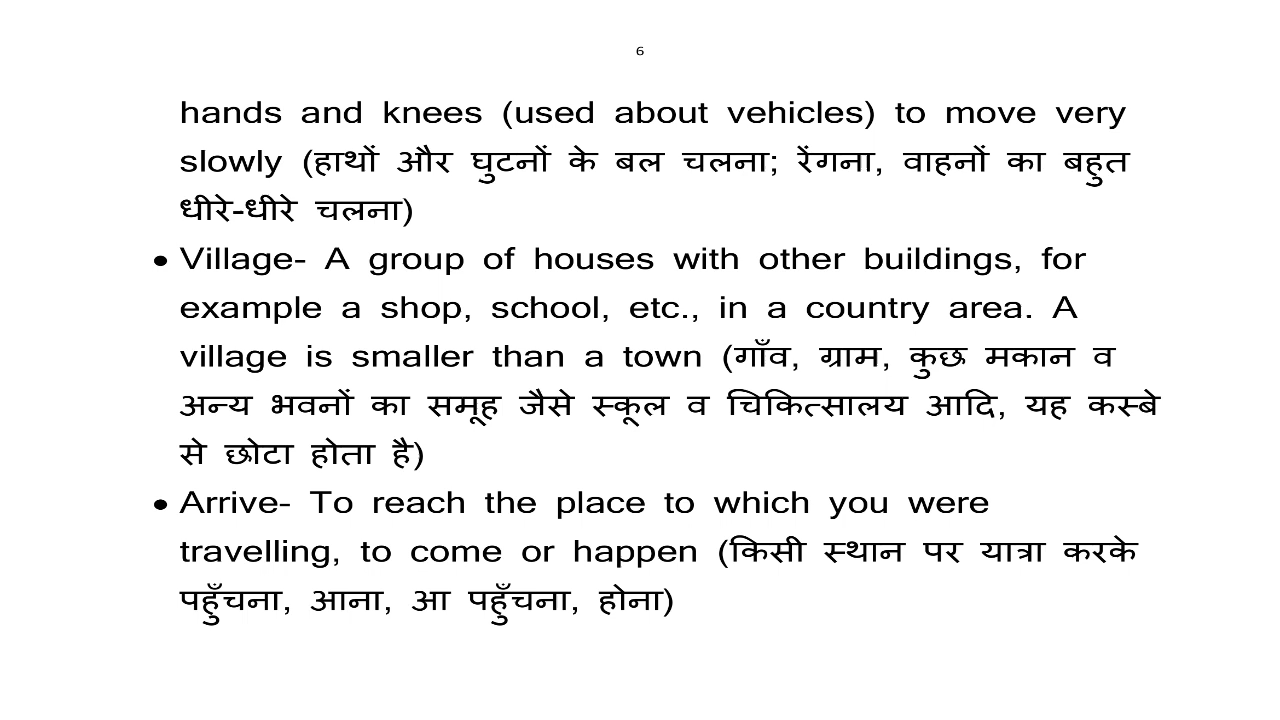 6
hands and knees (used about vehicles) to move very
slowly (हाथों और घुटनों के बल चलना; रेंगना, वाहनों का बहुत
धीरे-धीरे चलना)
• Village- A group of houses with other buildings, for
example a shop, school, etc., in a country area. A
village is smaller than a town (गाँव, ग्राम, कुछ मकान व
अन्य भवनों का समूह जैसे स्कूल व चिकित्सालय आदि, यह कस्बे
से छोटा होता है)
• Arrive- To reach the place to which you were
travelling, to come or happen (किसी स्थान पर यात्रा करके
पहुँचना, आना, आ पहुँचना, होना)